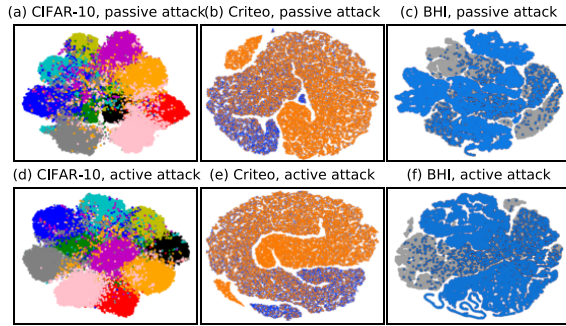 (a) CIFAR-10, passive attack
(b) Criteo, passive attack
(c) BHI, passive attack
(d) CIFAR-10, active attack
(e) Criteo, active attack
(f) BHI, active attack